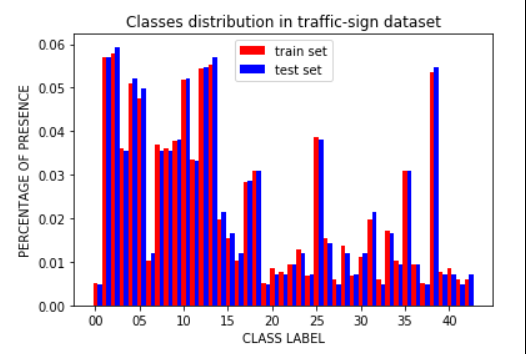 Classes distribution in traffic-sign dataset
train set
test set
PERCENTAGE OF PRESENCE
0.06
0.05
0.04
0.03
0.02
0.01
0.00
00 05 10 15 20 25 30 35 40
CLASS LABEL